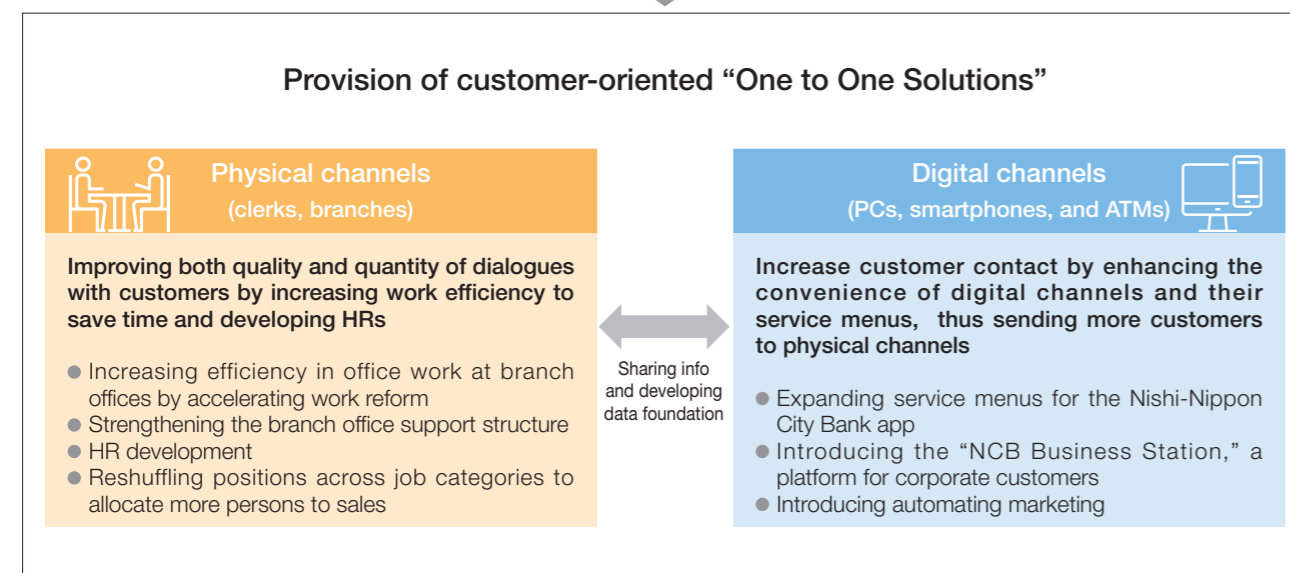 Provision of customer-oriented “One to One Solutions”
Physical channels
(clerks, branches)
Improving both quality and quantity of dialogues
with customers by increasing work efficiency to
save time and developing HRs
● Increasing efficiency in office work at branch
offices by accelerating work reform
● Strengthening the branch office support structure
● HR development
● Reshuffling positions across job categories to
allocate more persons to sales
Sharing info
and developing
data foundation
Digital channels
(PCs, smartphones, and ATMs)
Increase customer contact by enhancing the
convenience of digital channels and their
service menus, thus sending more customers
to physical channels
● Expanding service menus for the Nishi-Nippon
City Bank app
● Introducing the “NCB Business Station,” a
platform for corporate customers
● Introducing automating marketing